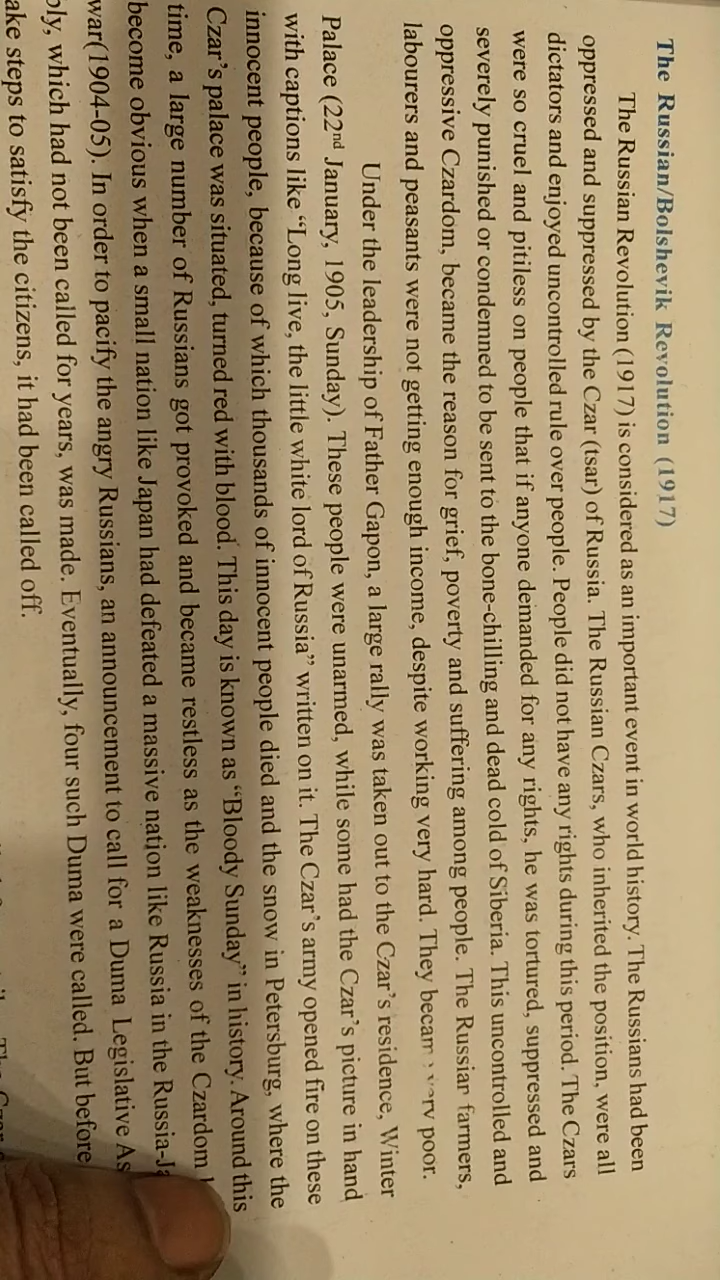 The Russian/Bolshevik Revolution (1917)
The Russian Revolution (1917) is considered as an important event in world history. The Russians had been
oppressed and suppressed by the Czar (tsar) of Russia. The Russian Czars, who inherited the position, were all
dictators and enjoyed uncontrolled rule over people. People did not have any rights during this period. The Czars
were so cruel and pitiless on people that if anyone demanded for any rights, he was tortured, suppressed and
severely punished or condemned to be sent to the bone-chilling and dead cold of Siberia. This uncontrolled and
oppressive Czardom, became the reason for grief, poverty and suffering among people. The Russian farmers,
labourers and peasants were not getting enough income, despite working very hard. They became very poor.
Under the leadership of Father Gapon, a large rally was taken out to the Czar's residence, Winter
Palace (22nd January, 1905, Sunday). These people were unarmed, while some had the Czar's picture in hand
with captions like "Long live, the little white lord of Russia" written on it. The Czar's army opened fire on these
innocent people, because of which thousands of innocent people died and the snow in Petersburg, where the
Czar's palace was situated, turned red with blood. This day is known as "Bloody Sunday" in history. Around this
time, a large number of Russians got provoked and became restless as the weaknesses of the Czardom
become obvious when a small nation like Japan had defeated a massive nation like Russia in the Russia-Ja
war(1904-05). In order to pacify the angry Russians, an announcement to call for a Duma Legislative As
bly, which had not been called for years, was made. Eventually, four such Duma were called. But before
ake steps to satisfy the citizens, it had been called off.